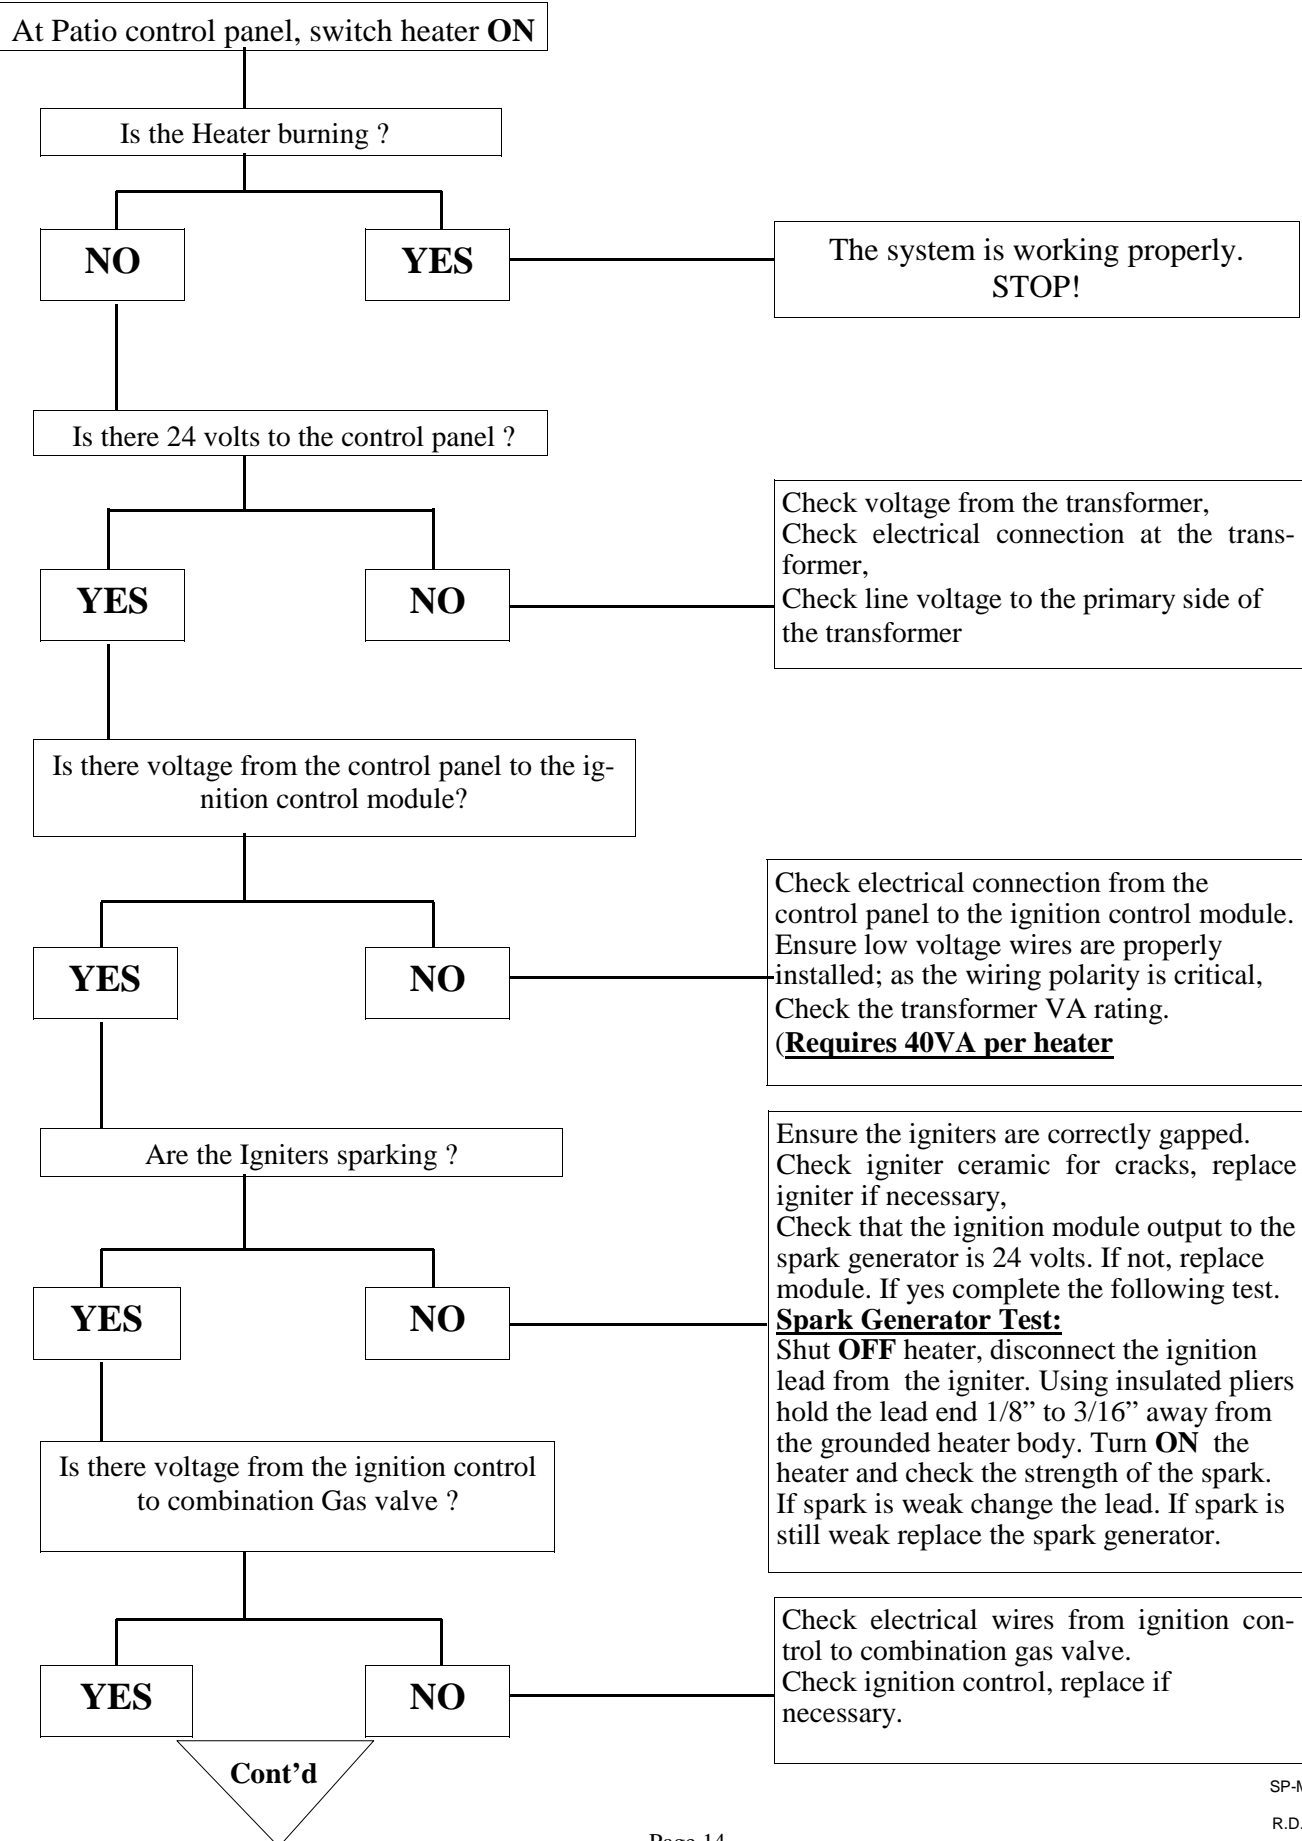 At Patio control panel, switch heater ON
Is the Heater burning ?
NO
YES
The system is working properly.
STOP!
Is there 24 volts to the control panel ?
YES
NO
Check voltage from the transformer,
Check electrical connection at the trans-
former,
Check line voltage to the primary side of
the transformer
Is there voltage from the control panel to the ig-
nition control module?
YES
NO
Check electrical connection from the
control panel to the ignition control module.
Ensure low voltage wires are properly
installed; as the wiring polarity is critical,
Check the transformer VA rating.
(Requires 40VA per heater
Are the Igniters sparking ?
YES
NO
Ensure the igniters are correctly gapped.
Check igniter ceramic for cracks, replace
igniter if necessary,
Check that the ignition module output to the
spark generator is 24 volts. If not, replace
module. If yes complete the following test.
Spark Generator Test:
Shut OFF heater, disconnect the ignition
lead from the igniter. Using insulated pliers
hold the lead end 1/8” to 3/16” away from
the grounded heater body. Turn ON the
heater and check the strength of the spark.
If spark is weak change the lead. If spark is
still weak replace the spark generator.
Is there voltage from the ignition control
to combination Gas valve ?
YES
NO
Check electrical wires from ignition con-
trol to combination gas valve.
Check ignition control, replace if
necessary.
Cont’d
SP-M
R.D.
Page 14